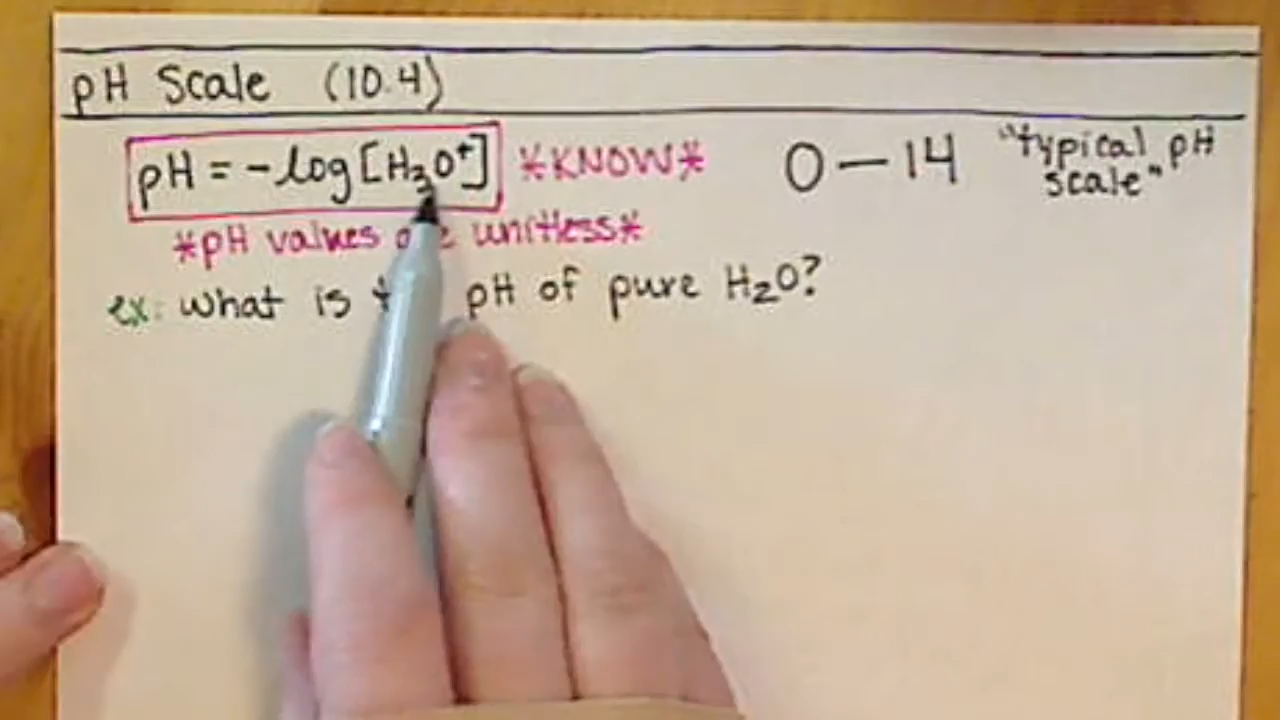 pH Scale (10.4)
pH = -log[H₃O⁺] *KNOW*
0 — 14 "typical pH
scale"
*pH values are unitless*
ex: what is pH of pure H₂O?